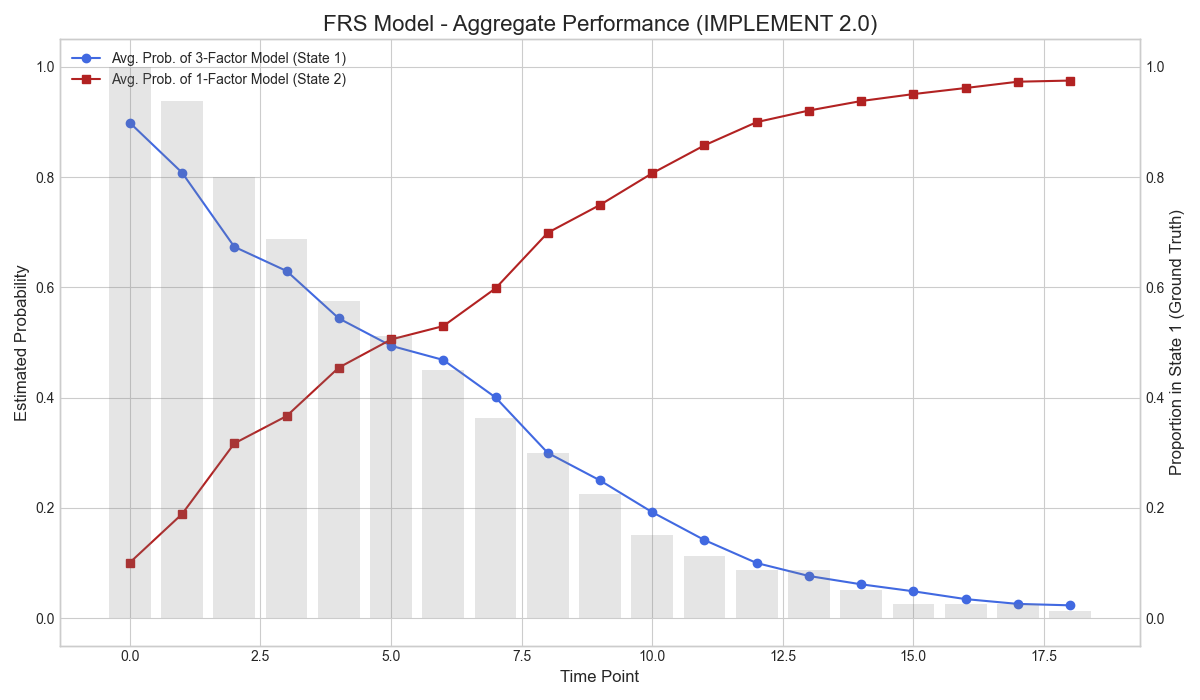 FRS Model - Aggregate Performance (IMPLEMENT 2.0)
Avg. Prob. of 3-Factor Model (State 1)
Avg. Prob. of 1-Factor Model (State 2)
Estimated Probability
1.0
0.8
0.6
0.4
0.2
0.0
1.0
0.8
0.6
0.4
0.2
0.0
Proportion in State 1 (Ground Truth)
0.0 2.5 5.0 7.5 10.0 12.5 15.0 17.5
Time Point